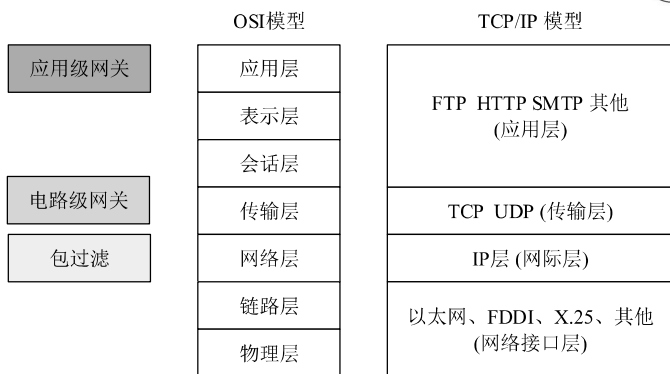 OSI模型
TCP/IP 模型
应用级网关
应用层
表示层
会话层
FTP HTTP SMTP 其他
(应用层)
电路级网关
传输层
TCP UDP (传输层)
包过滤
网络层
IP层 (网际层)
链路层
物理层
以太网、FDDI、X.25、其他
(网络接口层)